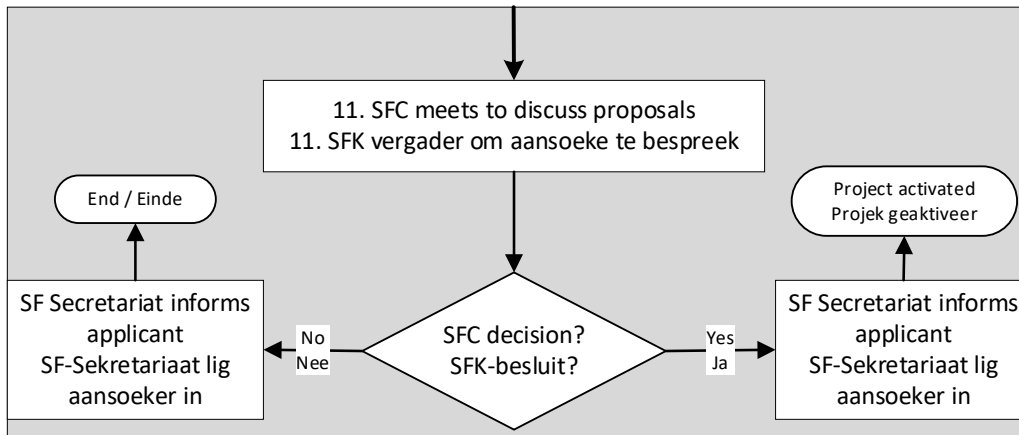 11. SFC meets to discuss proposals
11. SFK vergader om aansoeke te bespreek
End / Einde
Project activated
Projek geaktiveer
SF Secretariat informs
applicant
SF-Sekretariaat lig
aansoeker in
No
Nee
SFC decision?
SFK-besluit?
Yes
Ja
SF Secretariat informs
applicant
SF-Sekretariaat lig
aansoeker in